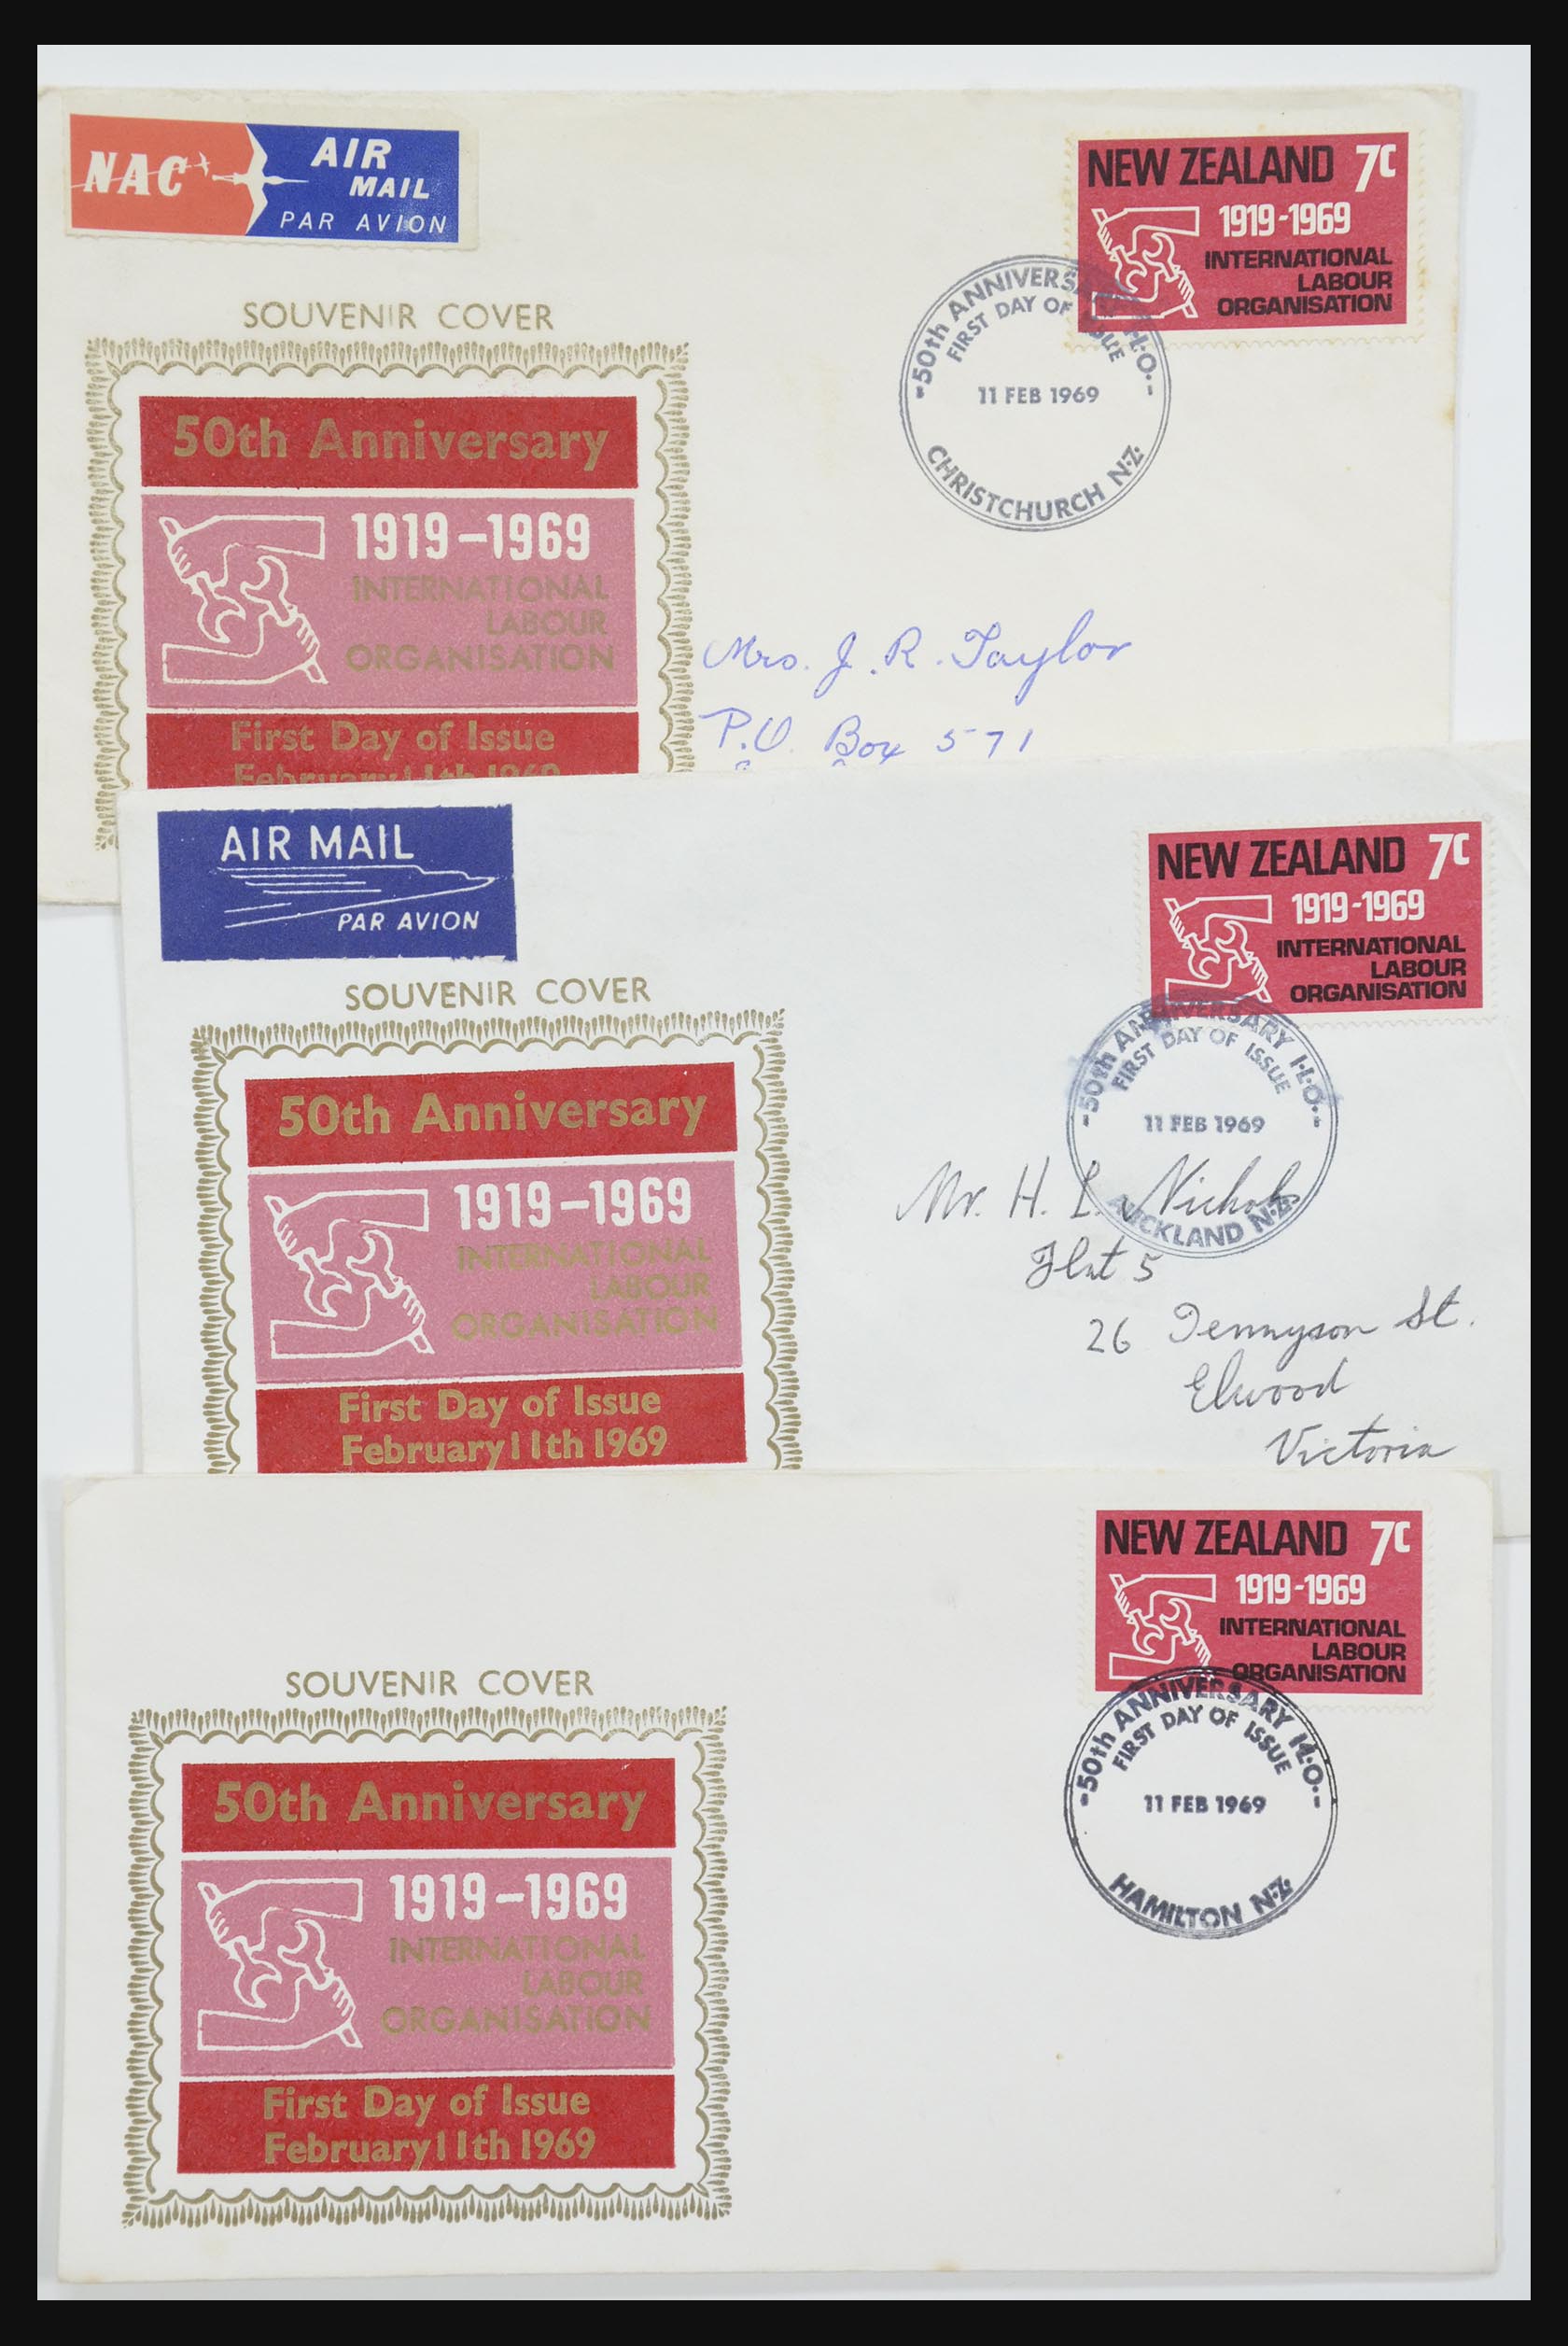 NAC
AIR
MAIL
PAR AVION
NEW ZEALAND 7c
1919-1969
INTERNATIONAL
LABOUR
ORGANISATION
SOUVENIR COVER
-50th ANNIVERSARY I·L·O·-
FIRST DAY OF ISSUE
11 FEB 1969
CHRISTCHURCH N·Z·
50th Anniversary
1919-1969
INTERNATIONAL
LABOUR
ORGANISATION
First Day of Issue
February 11th 1969
Mrs. J. R. Taylor
P.O. Box 571
AIR MAIL
PAR AVION
NEW ZEALAND 7c
1919-1969
INTERNATIONAL
LABOUR
ORGANISATION
SOUVENIR COVER
-50th ANNIVERSARY I·L·O·-
FIRST DAY OF ISSUE
11 FEB 1969
AUCKLAND N·Z·
50th Anniversary
1919-1969
INTERNATIONAL
LABOUR
ORGANISATION
First Day of Issue
February 11th 1969
Mr. H. L. Nichols
Flat 5
26 Tennyson St.
Elwood
Victoria
NEW ZEALAND 7c
1919-1969
INTERNATIONAL
LABOUR
ORGANISATION
SOUVENIR COVER
-50th ANNIVERSARY I·L·O·-
FIRST DAY OF ISSUE
11 FEB 1969
HAMILTON N·Z·
50th Anniversary
1919-1969
INTERNATIONAL
LABOUR
ORGANISATION
First Day of Issue
February 11th 1969